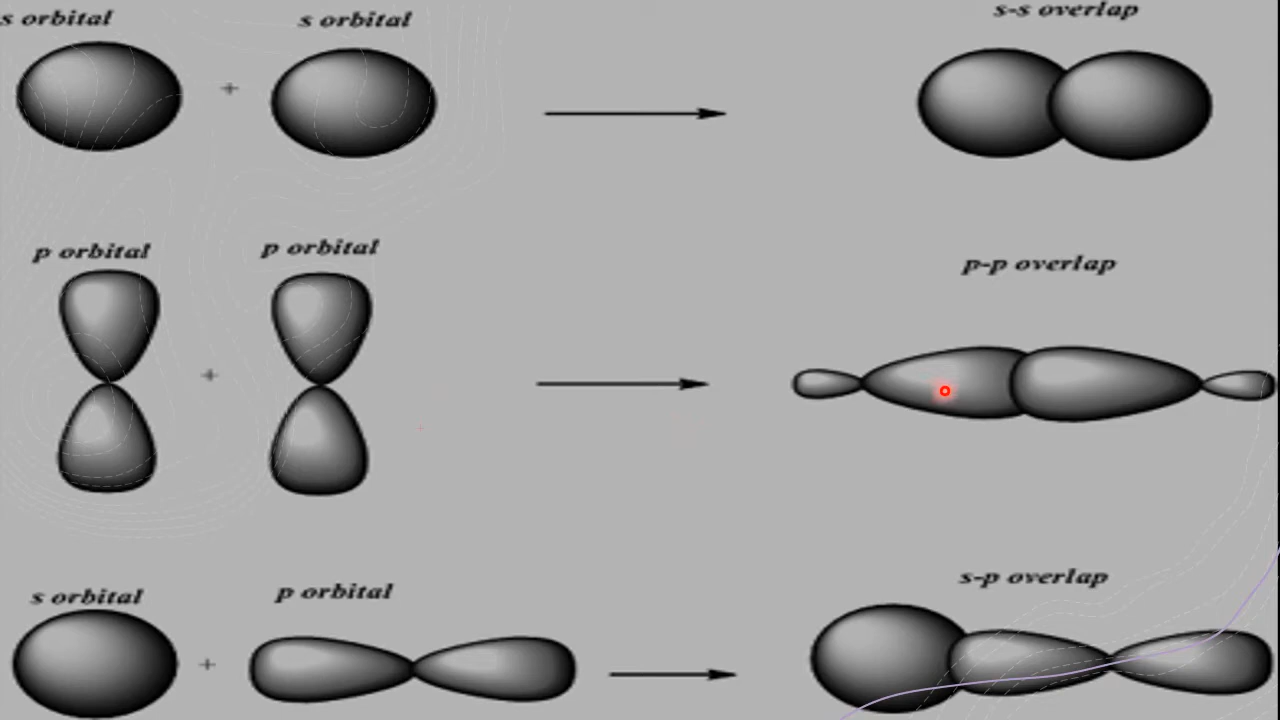 s orbital
s orbital
s-s overlap
+
p orbital
p orbital
p-p overlap
+
s orbital
p orbital
s-p overlap
+